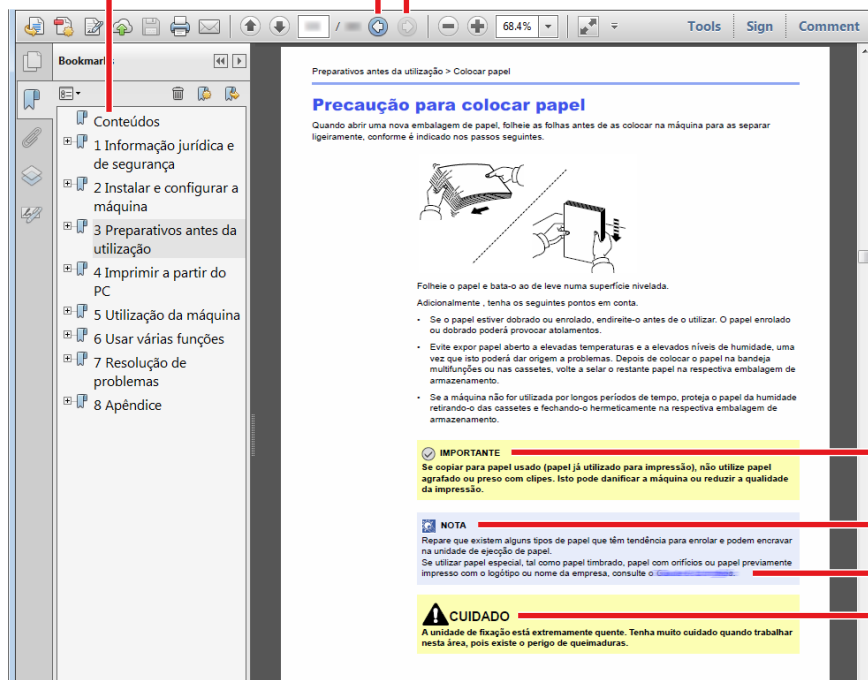 /
68.4%
Tools
Sign
Comment
Bookmar
Conteúdos
1 Informação jurídica e
de segurança
2 Instalar e configurar a
máquina
3 Preparativos antes da
utilização
4 Imprimir a partir do
PC
5 Utilização da máquina
6 Usar várias funções
7 Resolução de
problemas
8 Apêndice
Preparativos antes da utilização > Colocar papel
Precaução para colocar papel
Quando abrir uma nova embalagem de papel, folheie as folhas antes de as colocar na máquina para as separar
ligeiramente, conforme é indicado nos passos seguintes.
Folheie o papel e bata-o ao de leve numa superfície nivelada.
Adicionalmente , tenha os seguintes pontos em conta.
• Se o papel estiver dobrado ou enrolado, endireite-o antes de o utilizar. O papel enrolado
ou dobrado poderá provocar atolamentos.
• Evite expor papel aberto a elevadas temperaturas e a elevados níveis de humidade, uma
vez que isto poderá dar origem a problemas. Depois de colocar o papel na bandeja
multifunções ou nas cassetes, volte a selar o restante papel na respectiva embalagem de
armazenamento.
• Se a máquina não for utilizada por longos períodos de tempo, proteja o papel da humidade
retirando-o das cassetes e fechando-o hermeticamente na respectiva embalagem de
armazenamento.
IMPORTANTE
Se copiar para papel usado (papel já utilizado para impressão), não utilize papel
agrafado ou preso com clipes. Isto pode danificar a máquina ou reduzir a qualidade
da impressão.
NOTA
Repare que existem alguns tipos de papel que têm tendência para enrolar e podem encravar
na unidade de ejecção de papel.
Se utilizar papel especial, tal como papel timbrado, papel com orifícios ou papel previamente
impresso com o logótipo ou nome da empresa, consulte o
CUIDADO
A unidade de fixação está extremamente quente. Tenha muito cuidado quando trabalhar
nesta área, pois existe o perigo de queimaduras.